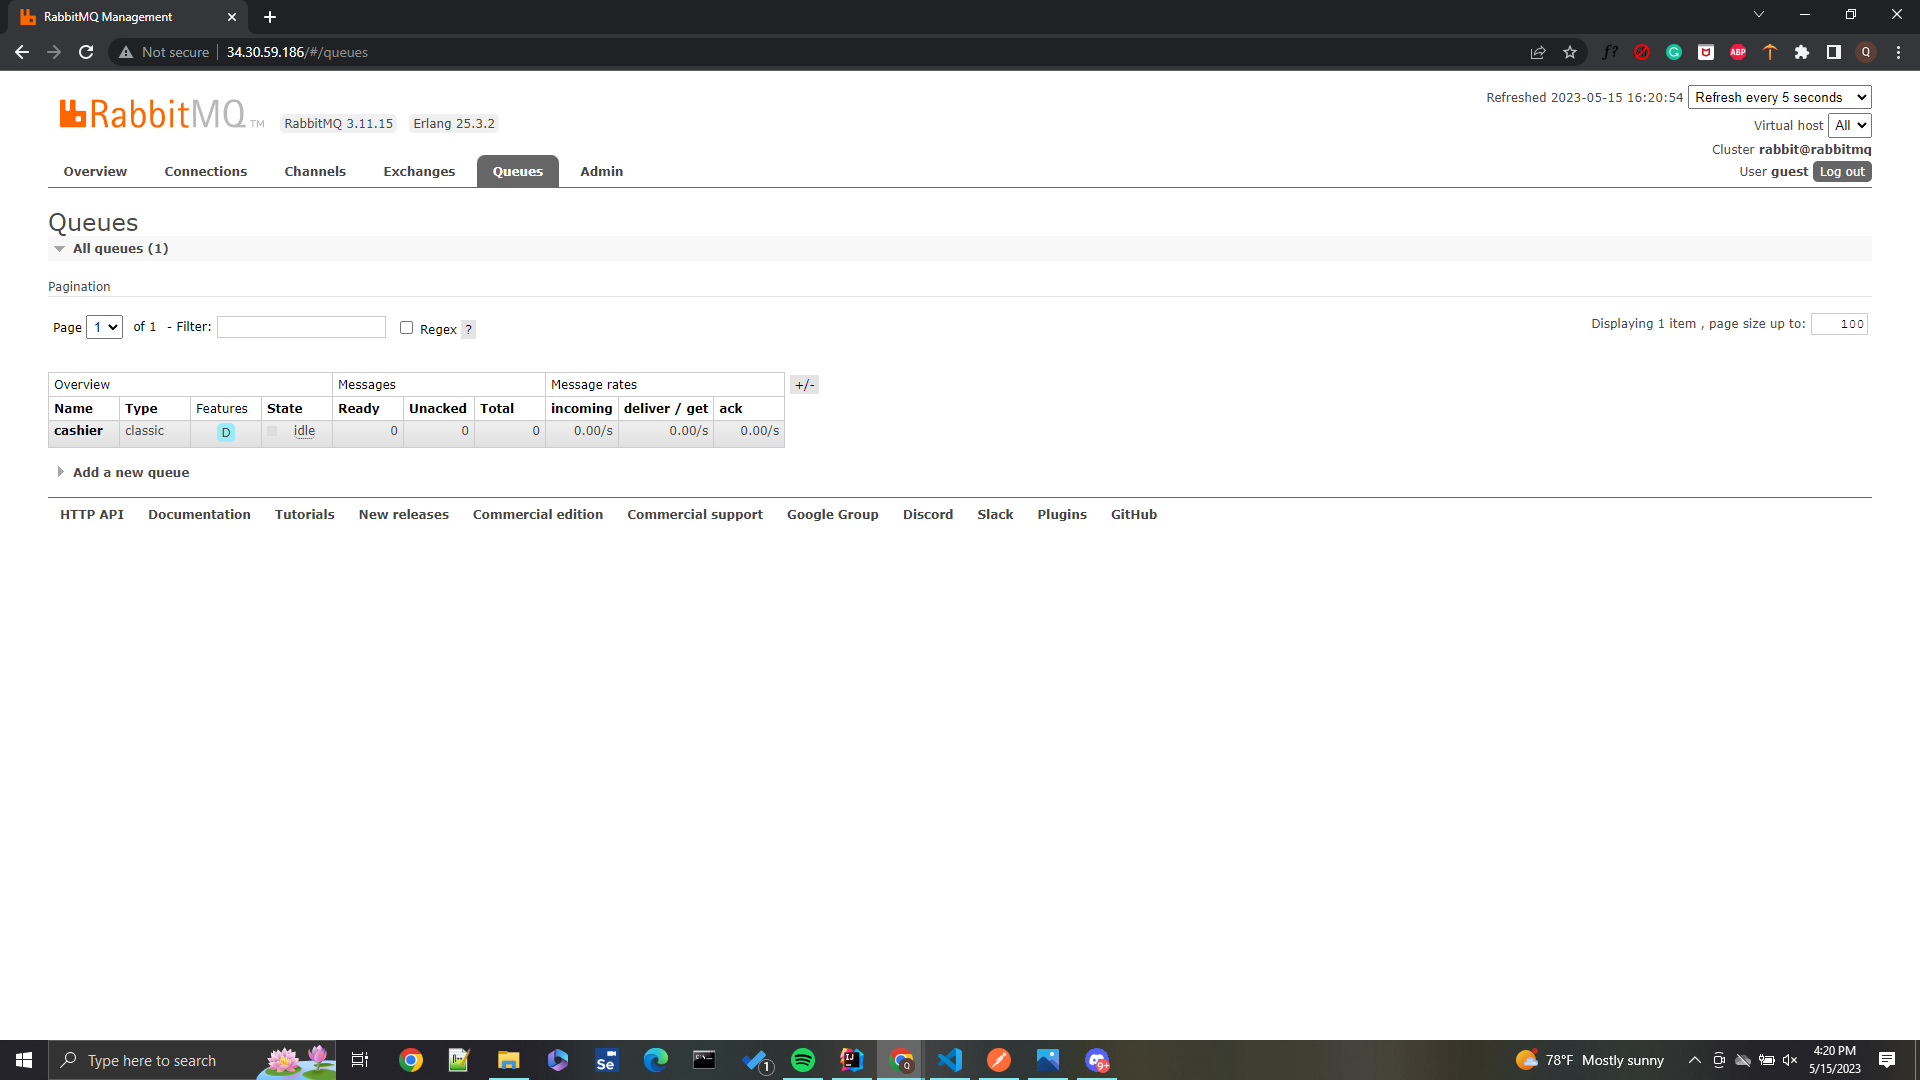 RabbitMQ Management
Not secure 34.30.59.186/#/queues
f? ABP Q
RabbitMQ TM RabbitMQ 3.11.15 Erlang 25.3.2
Refreshed 2023-05-15 16:20:54 Refresh every 5 seconds
Virtual host All
Cluster rabbit@rabbitmq
User guest Log out
Overview Connections Channels Exchanges Queues Admin
Queues
All queues (1)
Pagination
Page 1 of 1 - Filter: Regex ? Displaying 1 item , page size up to: 100
Overview Messages Message rates +/-
Name Type Features State Ready Unacked Total incoming deliver / get ack
cashier classic D idle 0 0 0 0.00/s 0.00/s 0.00/s
Add a new queue
HTTP API Documentation Tutorials New releases Commercial edition Commercial support Google Group Discord Slack Plugins GitHub
Type here to search Se 1 IJ Q 9+ 78°F Mostly sunny
4:20 PM
5/15/2023